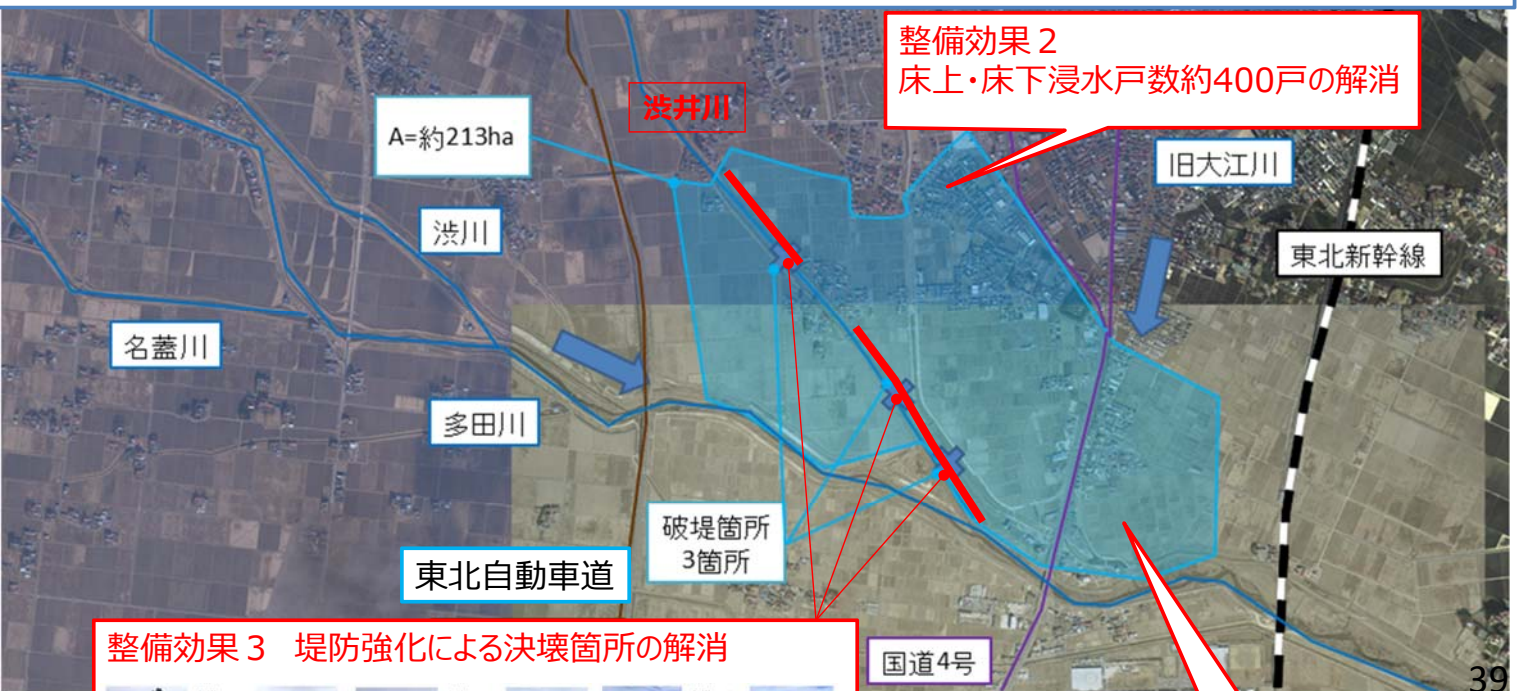 整備効果２
床上・床下浸水戸数約400戸の解消
渋井川
A=約213ha
旧大江川
渋川
東北新幹線
名蓋川
多田川
破堤箇所
3箇所
東北自動車道
整備効果３　堤防強化による決壊箇所の解消
国道4号
39